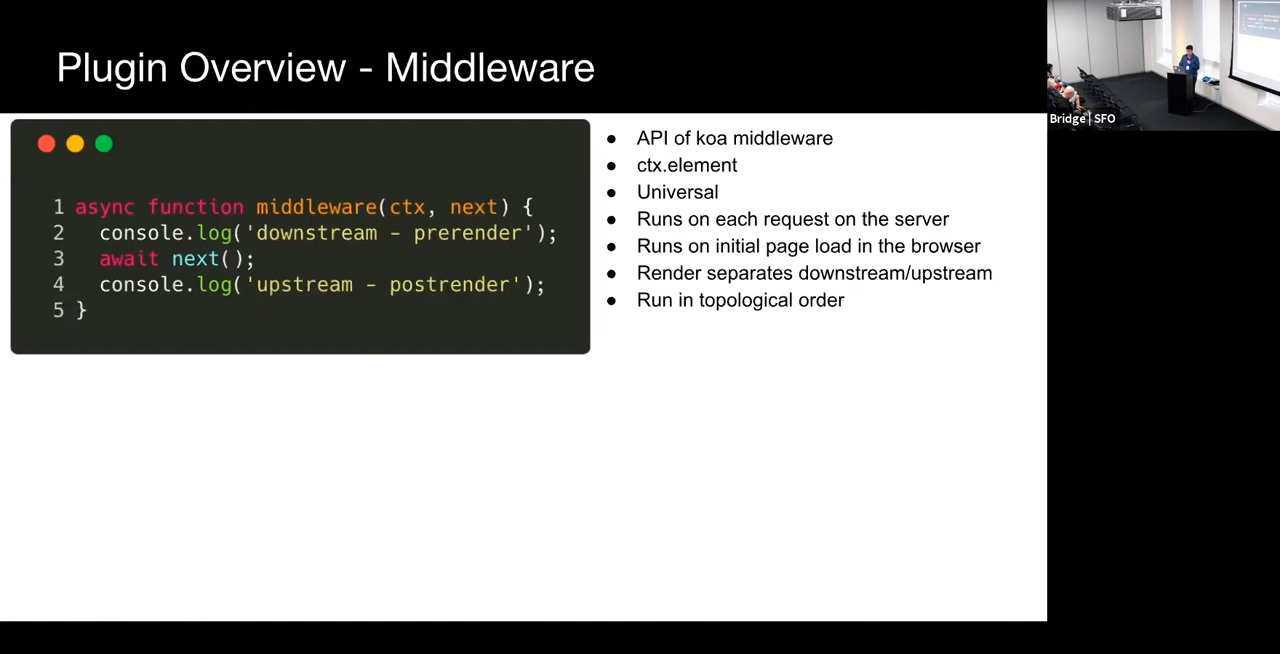 Plugin Overview - Middleware
1 async function middleware(ctx, next) {
2 console.log('downstream - prerender');
3 await next();
4 console.log('upstream - postrender');
5 }
● API of koa middleware
● ctx.element
● Universal
● Runs on each request on the server
● Runs on initial page load in the browser
● Render separates downstream/upstream
● Run in topological order
Bridge | SFO